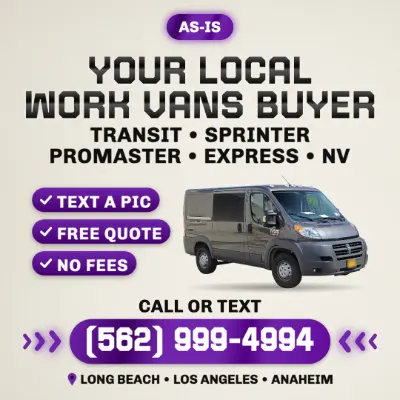 AS-IS
YOUR LOCAL
WORK VANS BUYER
TRANSIT • SPRINTER
PROMASTER • EXPRESS • NV
TEXT A PIC
FREE QUOTE
NO FEES
CALL OR TEXT
(562) 999-4994
LONG BEACH • LOS ANGELES • ANAHEIM